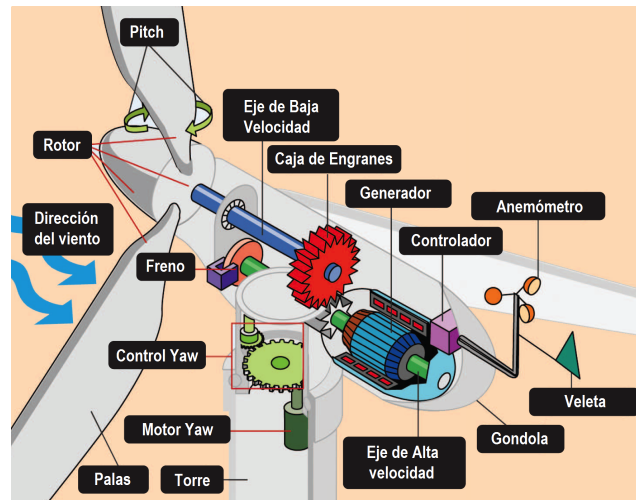 Pitch
Eje de Baja
Velocidad
Rotor
Caja de Engranes
Generador
Anemómetro
Dirección
del viento
Controlador
Freno
Control Yaw
Motor Yaw
Veleta
Gondola
Eje de Alta
velocidad
Palas
Torre